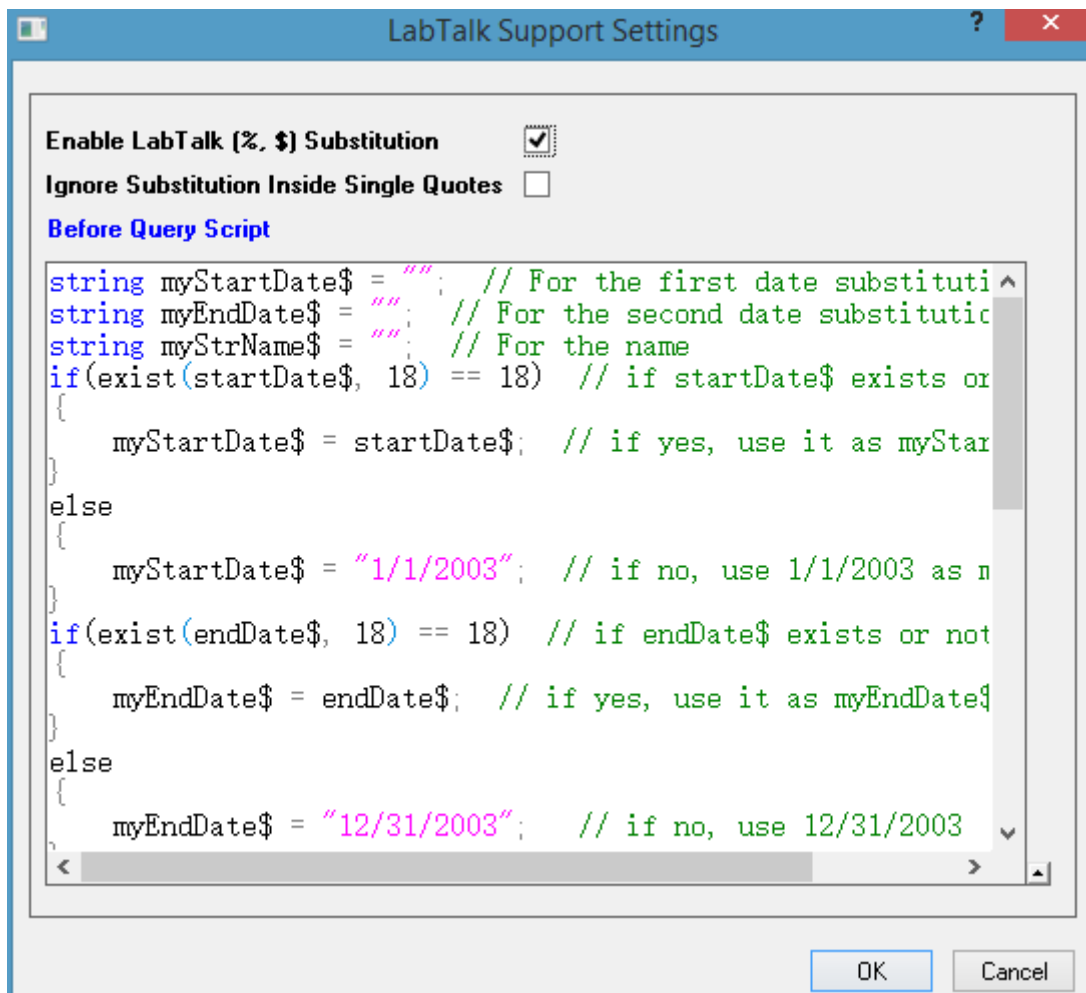 LabTalk Support Settings
?
Enable LabTalk (%, $) Substitution
Ignore Substitution Inside Single Quotes
Before Query Script
string myStartDate$ = ""; // For the first date substituti
string myEndDate$ = ""; // For the second date substitutic
string myStrName$ = ""; // For the name
if(exist(startDate$, 18) == 18) // if startDate$ exists or
{
myStartDate$ = startDate$; // if yes, use it as myStar
}
else
{
myStartDate$ = "1/1/2003"; // if no, use 1/1/2003 as m
}
if(exist(endDate$, 18) == 18) // if endDate$ exists or not
{
myEndDate$ = endDate$; // if yes, use it as myEndDate$
}
else
{
myEndDate$ = "12/31/2003"; // if no, use 12/31/2003
OK
Cancel